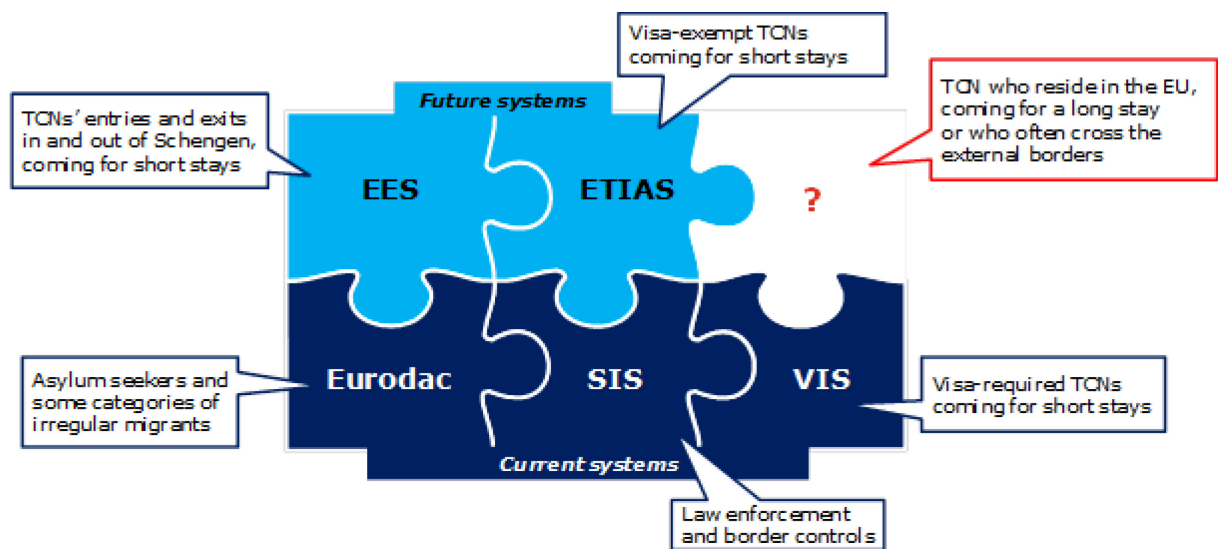 Visa-exempt TCNs
coming for short stays
Future systems
TCN who reside in the EU,
coming for a long stay
or who often cross the
external borders
TCNs' entries and exits
in and out of Schengen,
coming for short stays
EES
ETIAS
?
Eurodac
SIS
VIS
Asylum seekers and
some categories of
irregular migrants
Visa-required TCNs
coming for short stays
Current systems
Law enforcement
and border controls